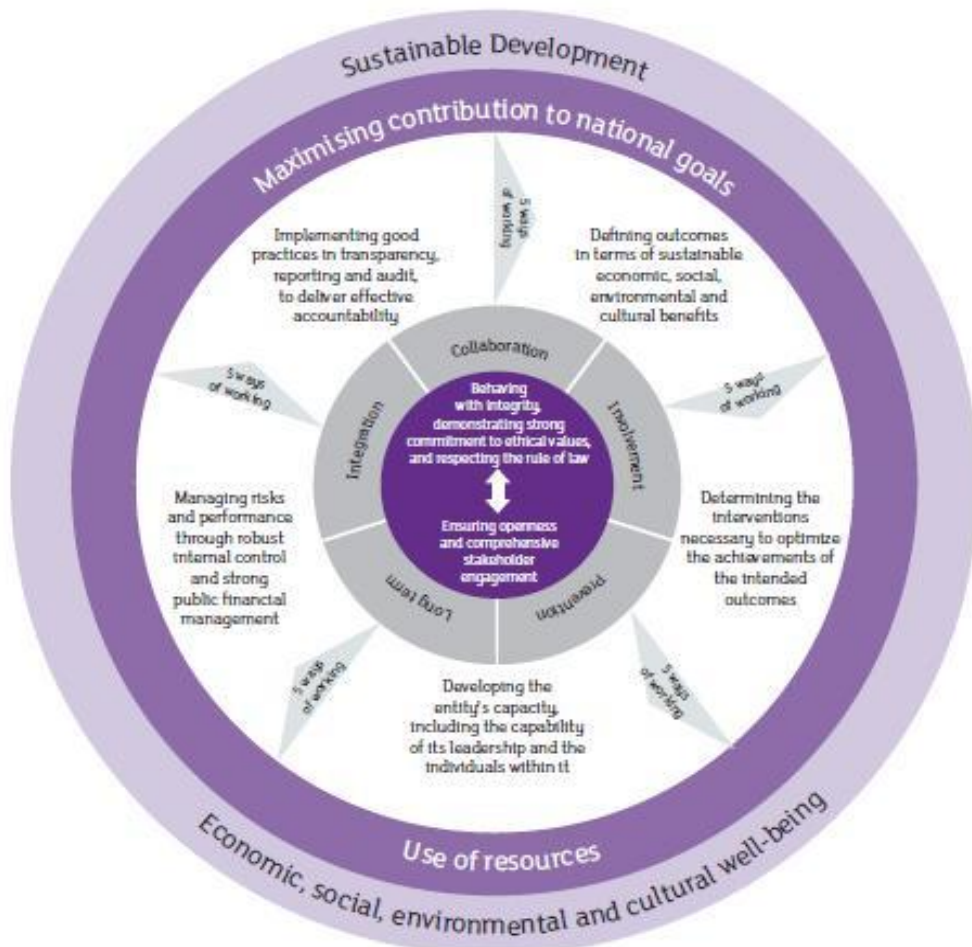 Sustainable Development
Maximising contribution to national goals
5 ways
of working
Implementing good
practices in transparency,
reporting and audit,
to deliver effective
accountability
Defining outcomes
in terms of sustainable
economic, social,
environmental and
cultural benefits
Collaboration
5 ways
of working
5 ways
of working
Behaving
with integrity,
demonstrating strong
commitment to ethical values,
and respecting the rule of law
Integration
Involvement
Managing risks
and performance
through robust
internal control
and strong
public financial
management
Ensuring openness
and comprehensive
stakeholder
engagement
Determining the
interventions
necessary to optimize
the achievements of
the intended
outcomes
Long term
Prevention
5 ways
of working
5 ways
of working
Developing the
entity's capacity,
including the capability
of its leadership and the
individuals within it
Use of resources
Economic, social, environmental and cultural well-being